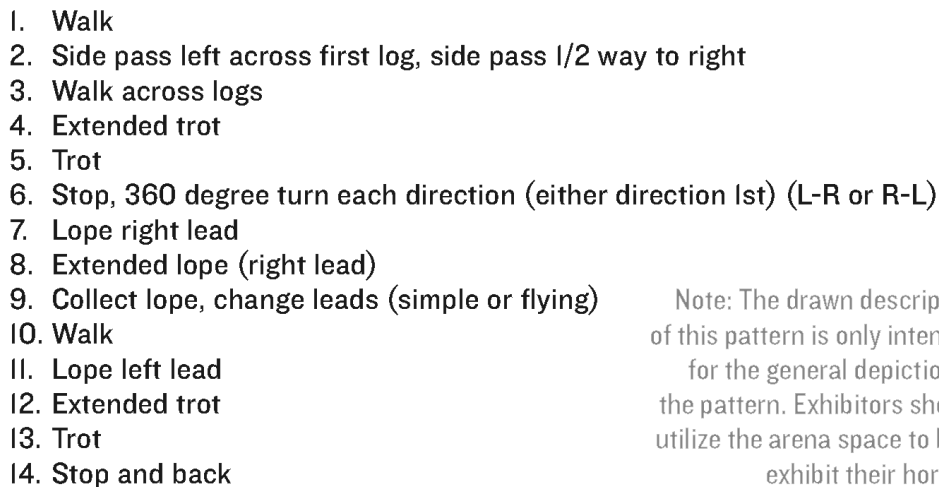 1. Walk
2. Side pass left across first log, side pass 1/2 way to right
3. Walk across logs
4. Extended trot
5. Trot
6. Stop, 360 degree turn each direction (either direction 1st) (L-R or R-L)
7. Lope right lead
8. Extended lope (right lead)
9. Collect lope, change leads (simple or flying)
Note: The drawn
10. Walk
of this pattern is only
11. Lope left lead
for the general
12. Extended trot
the pattern. Exhibitors
13. Trot
utilize the arena space to
14. Stop and back
exhibit their